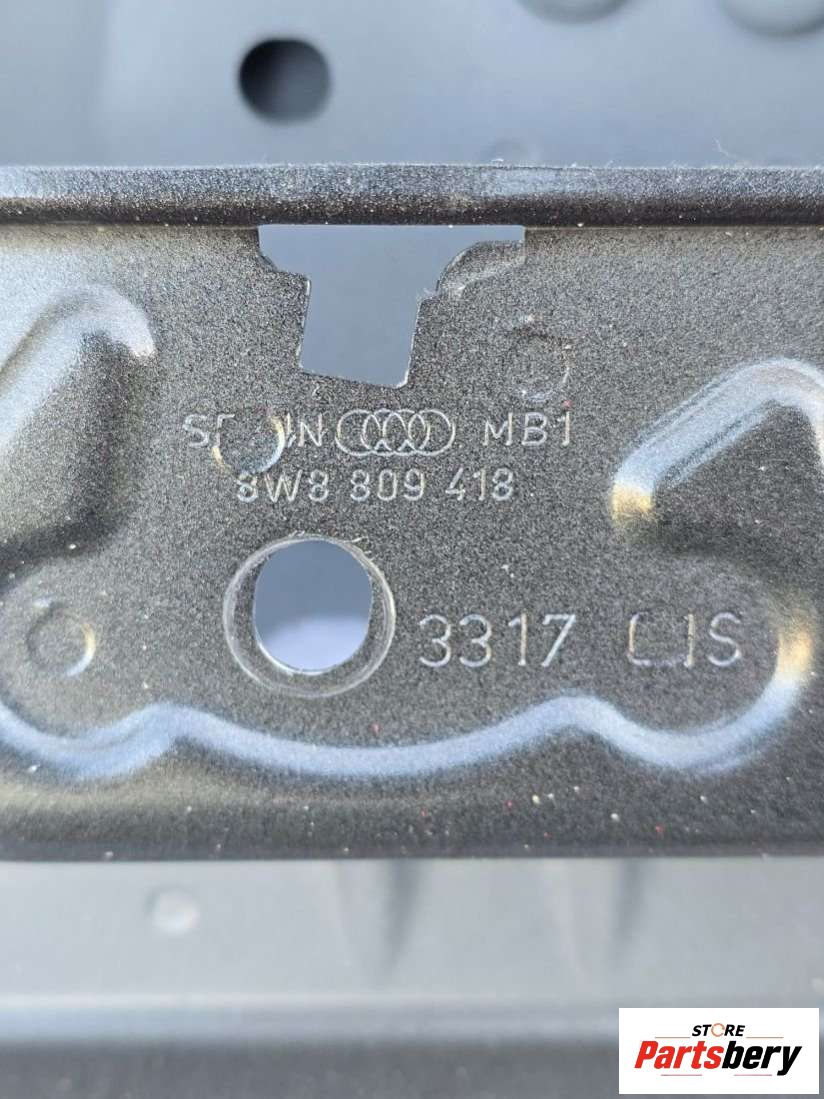 MB1
8W8 809 418
3317
STORE
Partsbery